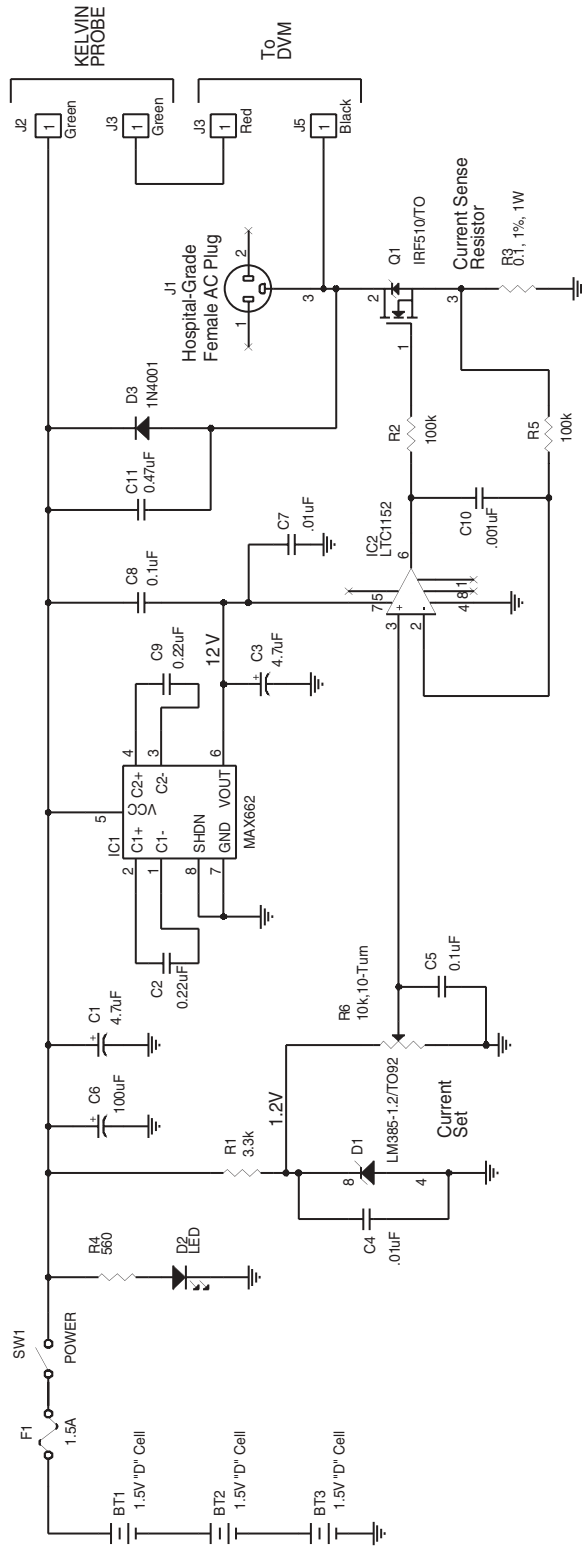 F1
1.5A
SW1
POWER
BT1
1.5V "D" Cell
BT2
1.5V "D" Cell
BT3
1.5V "D" Cell
R4
560
D2
LED
C6
100uF
+
C1
4.7uF
+
R1
3.3k
1.2V
C4
.01uF
8
D1
4
LM385-1.2/TO92
Current
Set
R6
10k,10-Turn
C5
0.1uF
C2
0.22uF
2
1
8
7
IC1
C1+
C1-
SHDN
GND
5
VCC
C2+
C2-
VOUT
MAX662
4
3
6
C9
0.22uF
12V
+
C3
4.7uF
C8
0.1uF
C7
.01uF
3
2
7
5
+
-
4
8
1
6
IC2
LTC1152
C10
.001uF
R2
100k
R5
100k
C11
0.47uF
D3
1N4001
Hospital-Grade
Female AC Plug
J1
1
2
3
1
2
3
Q1
IRF510/TO
Current Sense
Resistor
R3
0.1, 1%, 1W
J2
1
Green
J3
1
Green
KELVIN
PROBE
J3
1
Red
J5
1
Black
To
DVM